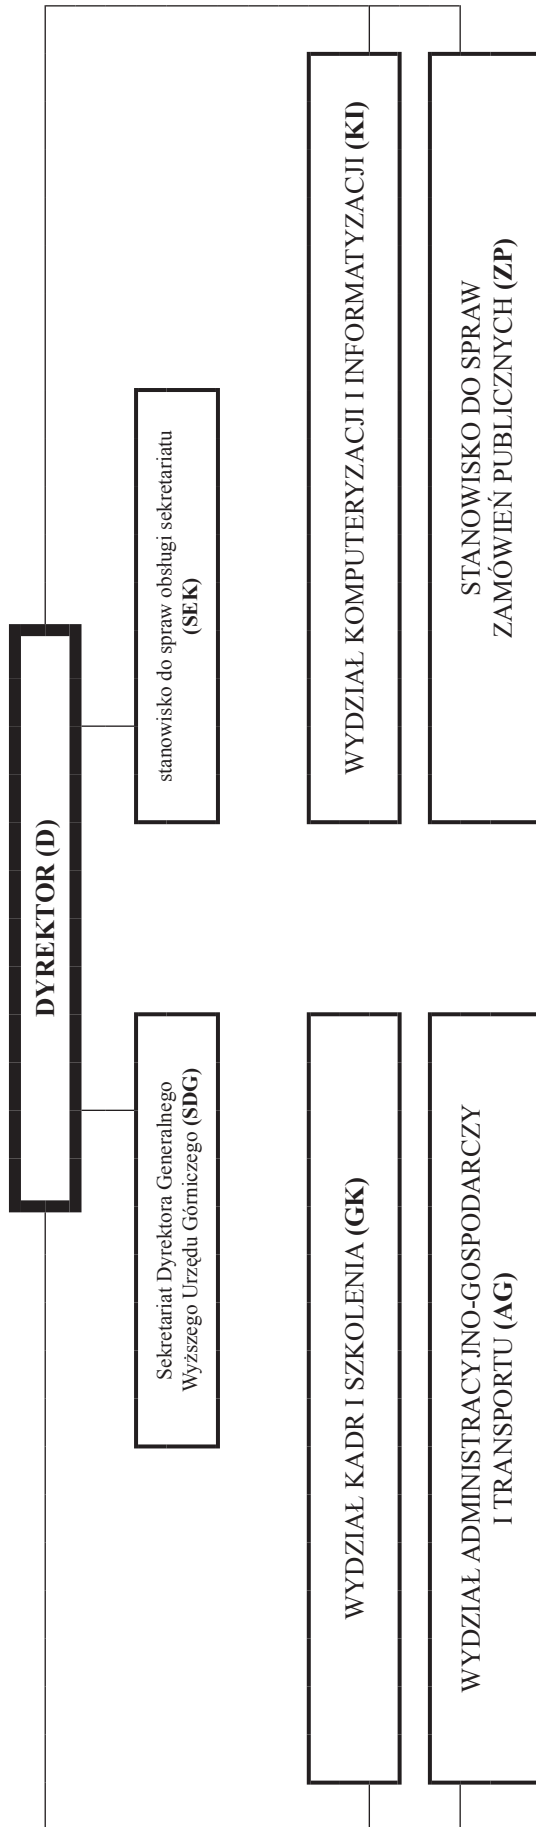 DYREKTOR (D)
Sekretariat Dyrektora Generalnego
Wyższego Urzędu Górniczego (SDG)
stanowisko do spraw obsługi sekretariatu
(SEK)
WYDZIAŁ KADR I SZKOLENIA (GK)
WYDZIAŁ KOMPUTERYZACJI I INFORMATYZACJI (KI)
WYDZIAŁ ADMINISTRACYJNO-GOSPODARCZY
I TRANSPORTU (AG)
STANOWISKO DO SPRAW
ZAMÓWIEŃ PUBLICZNYCH (ZP)